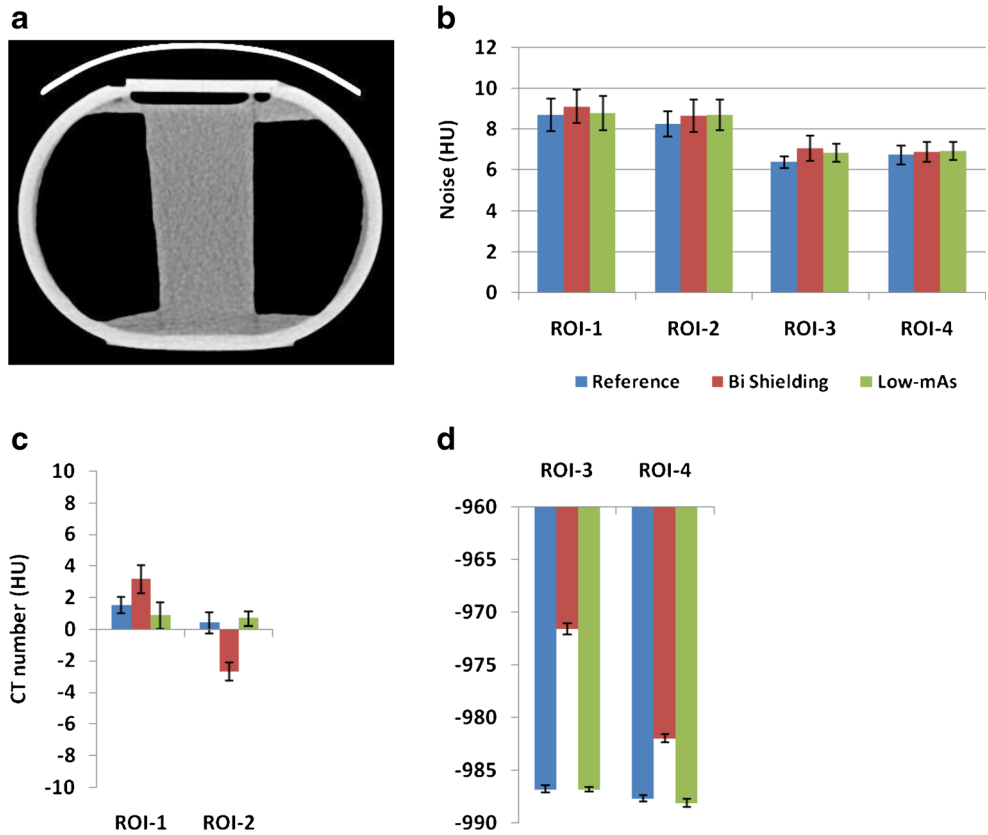 a
b
12
10
8
6
4
2
0
Noise (HU)
ROI-1 ROI-2 ROI-3 ROI-4
Reference Bi Shielding Low-mAs
c
10
8
6
4
2
0
-2
-4
-6
-8
-10
CT number (HU)
ROI-1 ROI-2
d
ROI-3 ROI-4
-960
-965
-970
-975
-980
-985
-990